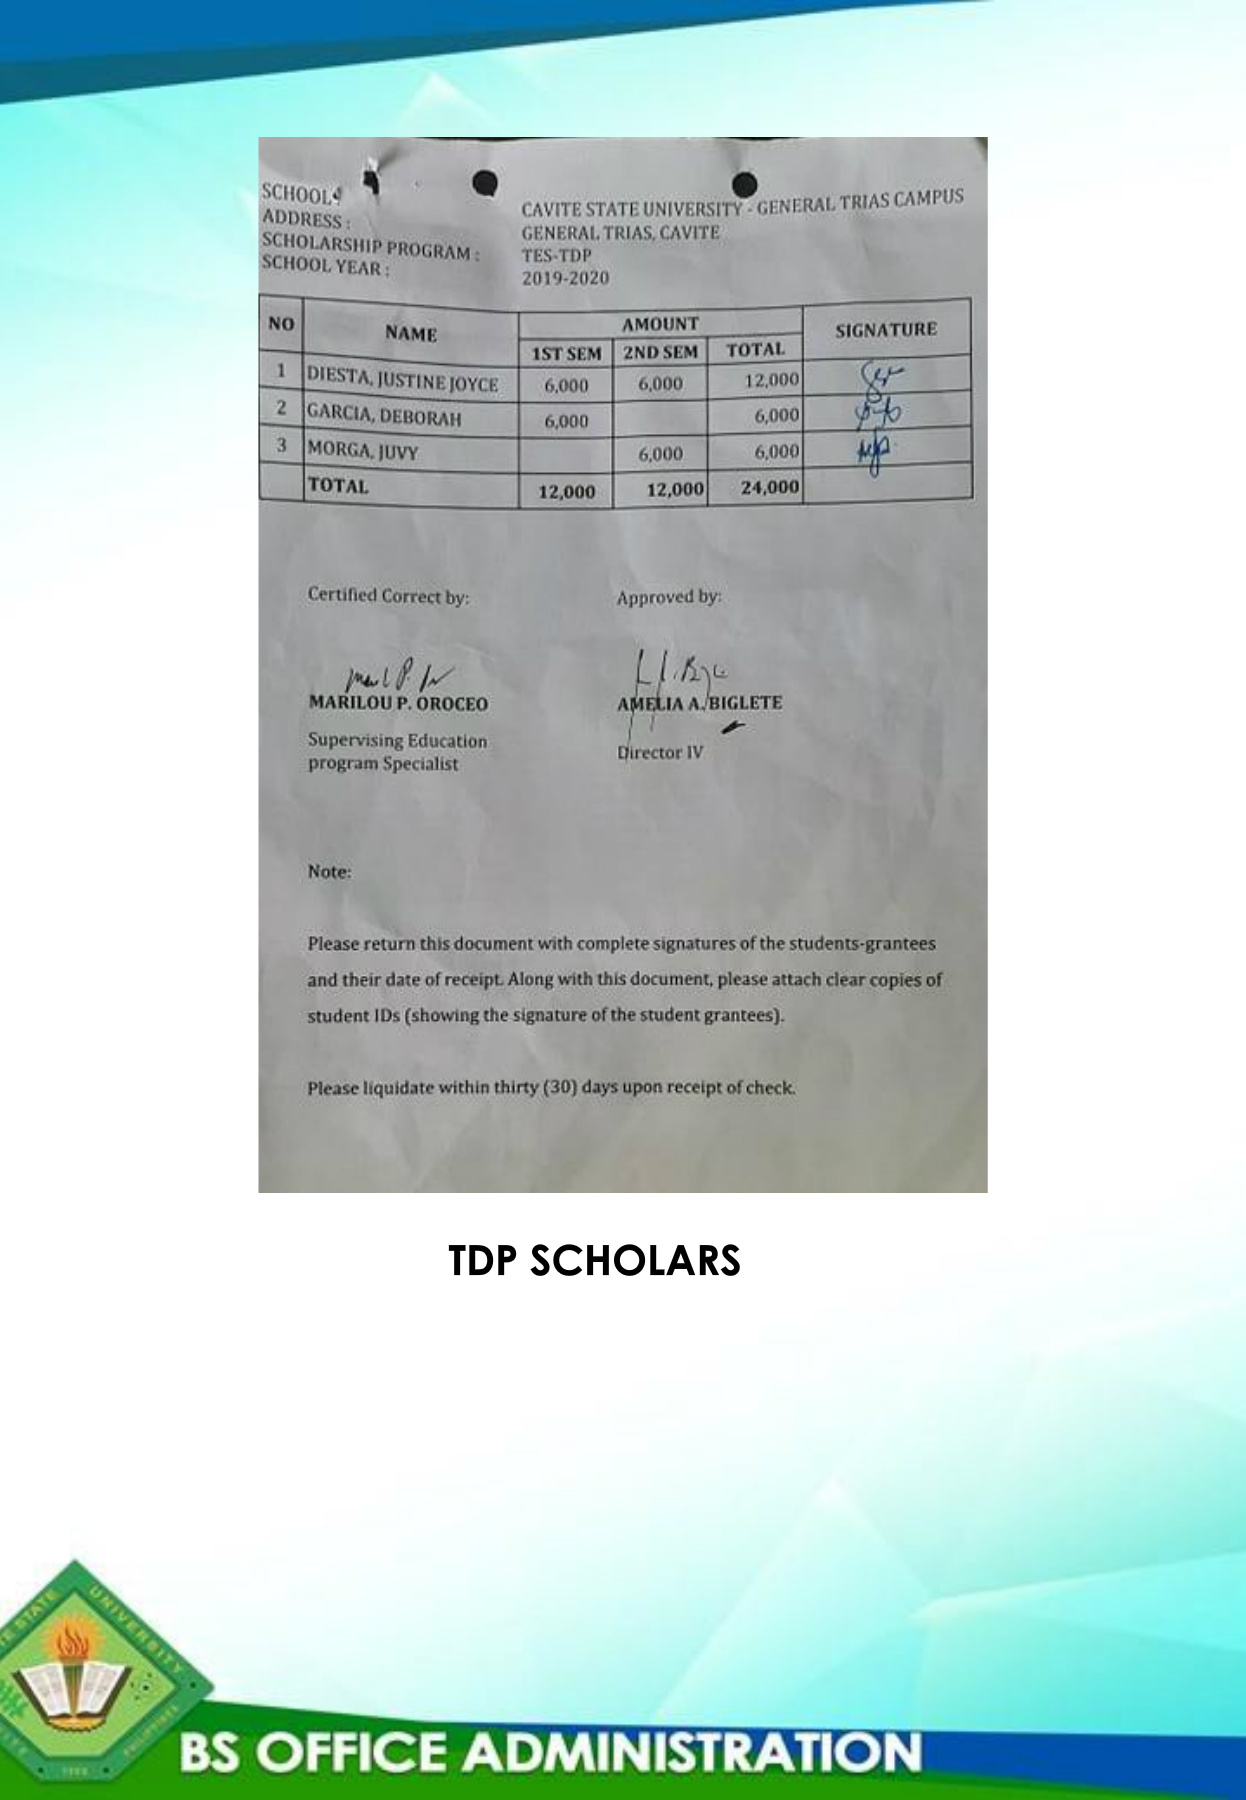 SCHOOL:
ADDRESS :
SCHOLARSHIP PROGRAM :
SCHOOL YEAR :
CAVITE STATE UNIVERSITY - GENERAL TRIAS CAMPUS
GENERAL TRIAS, CAVITE
TES-TDP
2019-2020
NO NAME AMOUNT SIGNATURE
1ST SEM 2ND SEM TOTAL
1 DIESTA, JUSTINE JOYCE 6,000 6,000 12,000
2 GARCIA, DEBORAH 6,000 6,000
3 MORGA, JUVY 6,000 6,000
TOTAL 12,000 12,000 24,000
Certified Correct by: Approved by:
MARILOU P. OROCEO AMELIA A. BIGLETE
Supervising Education
program Specialist
Director IV
Note:
Please return this document with complete signatures of the students-grantees
and their date of receipt. Along with this document, please attach clear copies of
student IDs (showing the signature of the student grantees).
Please liquidate within thirty (30) days upon receipt of check.
TDP SCHOLARS
STATE UNIVERSITY
BS OFFICE ADMINISTRATION